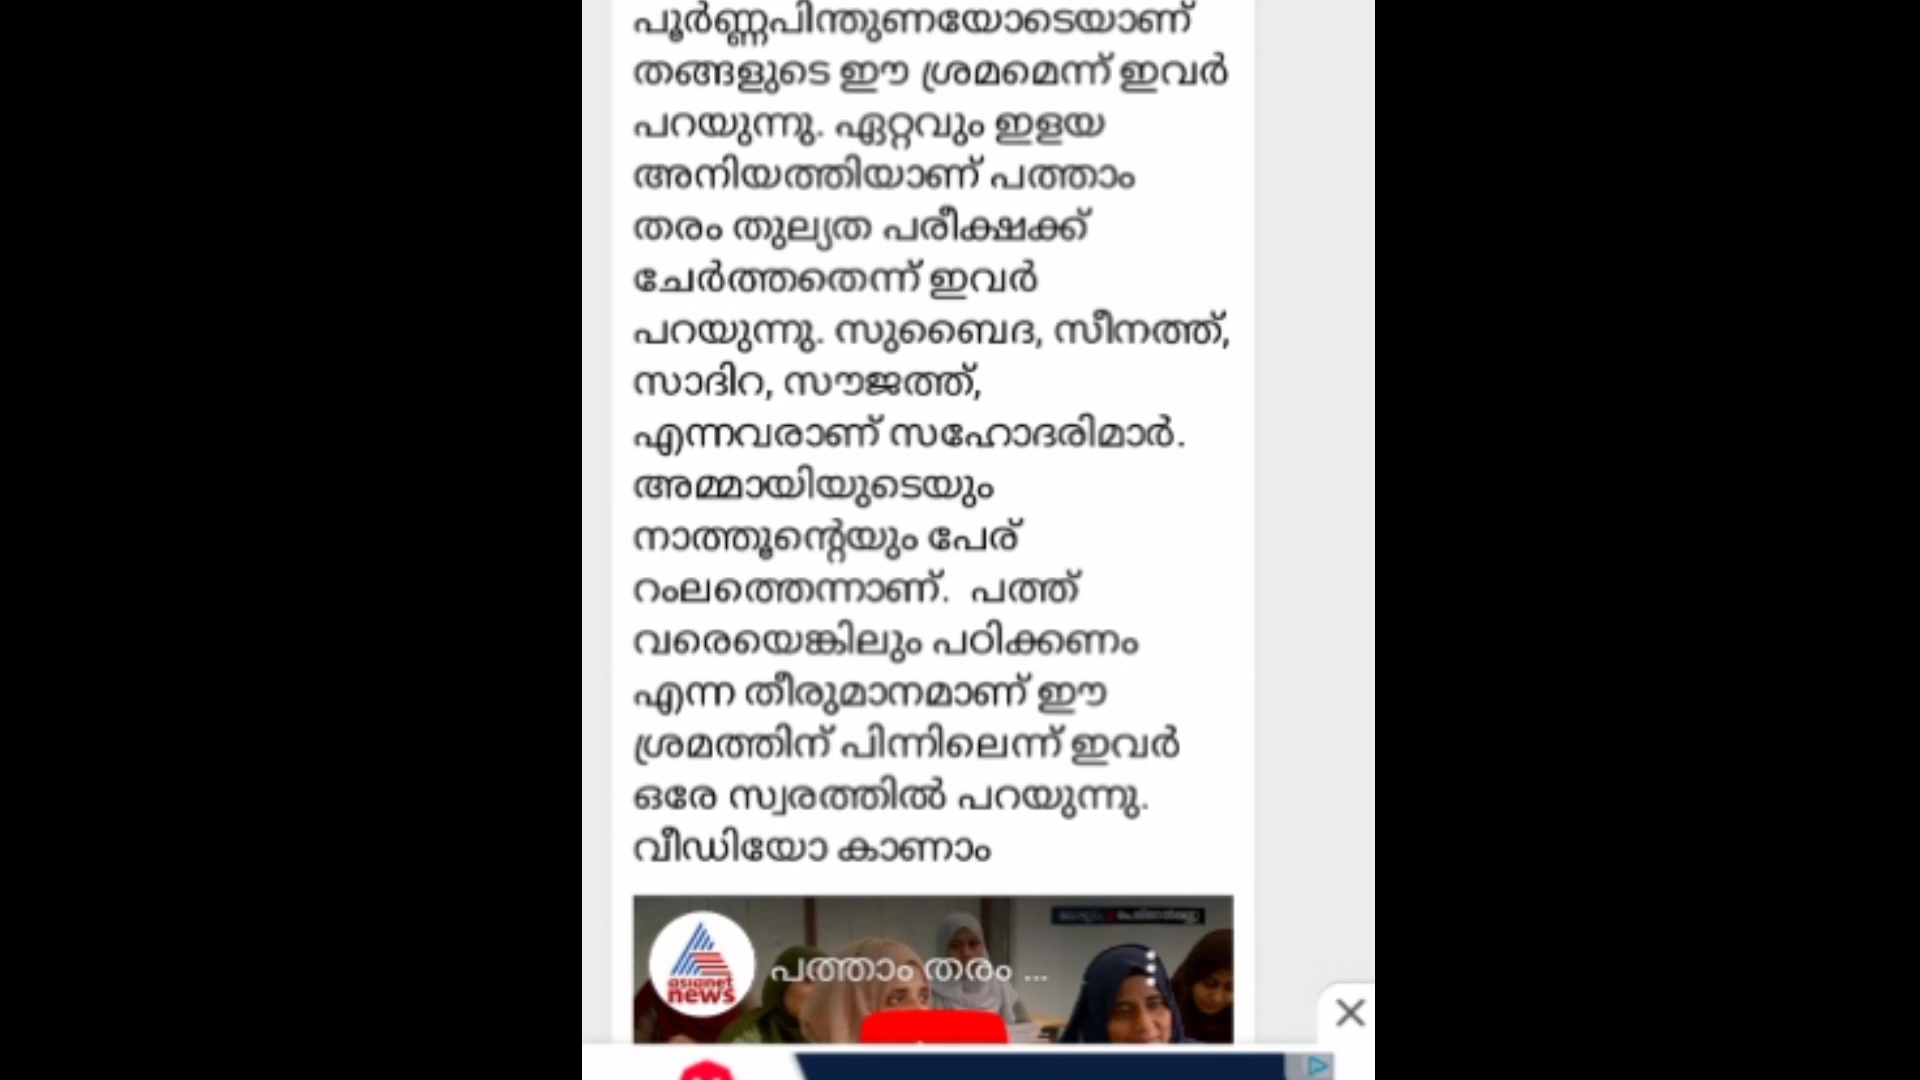 പൂർണ്ണപിന്തുണയോടെയാണ്
തങ്ങളുടെ ഈ ശ്രമമെന്ന് ഇവർ
പറയുന്നു. ഏറ്റവും ഇളയ
അനിയത്തിയാണ് പത്താം
തരം തുല്യത പരീക്ഷക്ക്
ചേർത്തതെന്ന് ഇവർ
പറയുന്നു. സുബൈദ, സീനത്ത്,
സാദിറ, സൗജത്ത്,
എന്നവരാണ് സഹോദരിമാർ.
അമ്മായിയുടെയും
നാത്തൂന്റെയും പേര്
റംലത്തെന്നാണ്. പത്ത്
വരെയെങ്കിലും പഠിക്കണം
എന്ന തീരുമാനമാണ് ഈ
ശ്രമത്തിന് പിന്നിലെന്ന് ഇവർ
ഒരേ സ്വരത്തിൽ പറയുന്നു.
വീഡിയോ കാണാം
പത്താം തരം ...
asianet
news